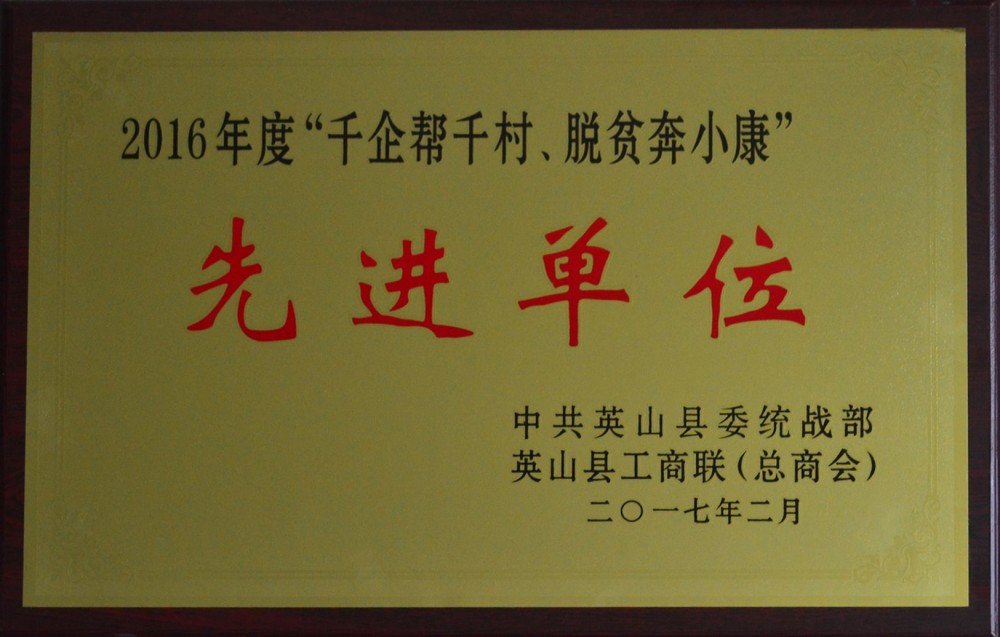 2016年度“千企帮千村、脱贫奔小康”
先进单位
中共英山县委统战部
英山县工商联(总商会)
二〇一七年二月